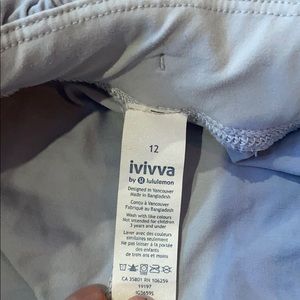 12
ivivva
by lululemon
Designed in Vancouver
Made in Bangladesh
Conçu à Vancouver
Fabriqué au Bangladesh
Wash with like colours
Not intended for children
3 years and under
Laver avec des couleurs
similaires seulement
Ne pas laisser à la portée
des enfants
de trois ans et moins
CA 35801 RN 106259
19197